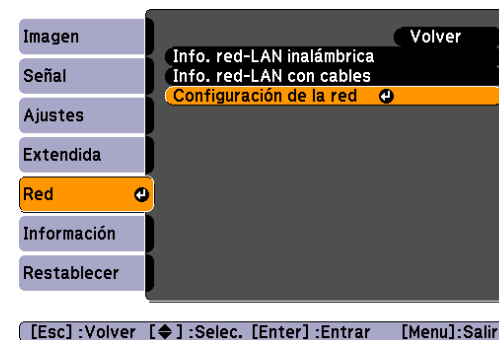 Imagen
Señal
Ajustes
Extendida
Red
Información
Restablecer
Volver
Info. red-LAN inalámbrica
Info. red-LAN con cables
Configuración de la red
[Esc] :Volver [ ] :Selec. [Enter] :Entrar [Menu]:Salir